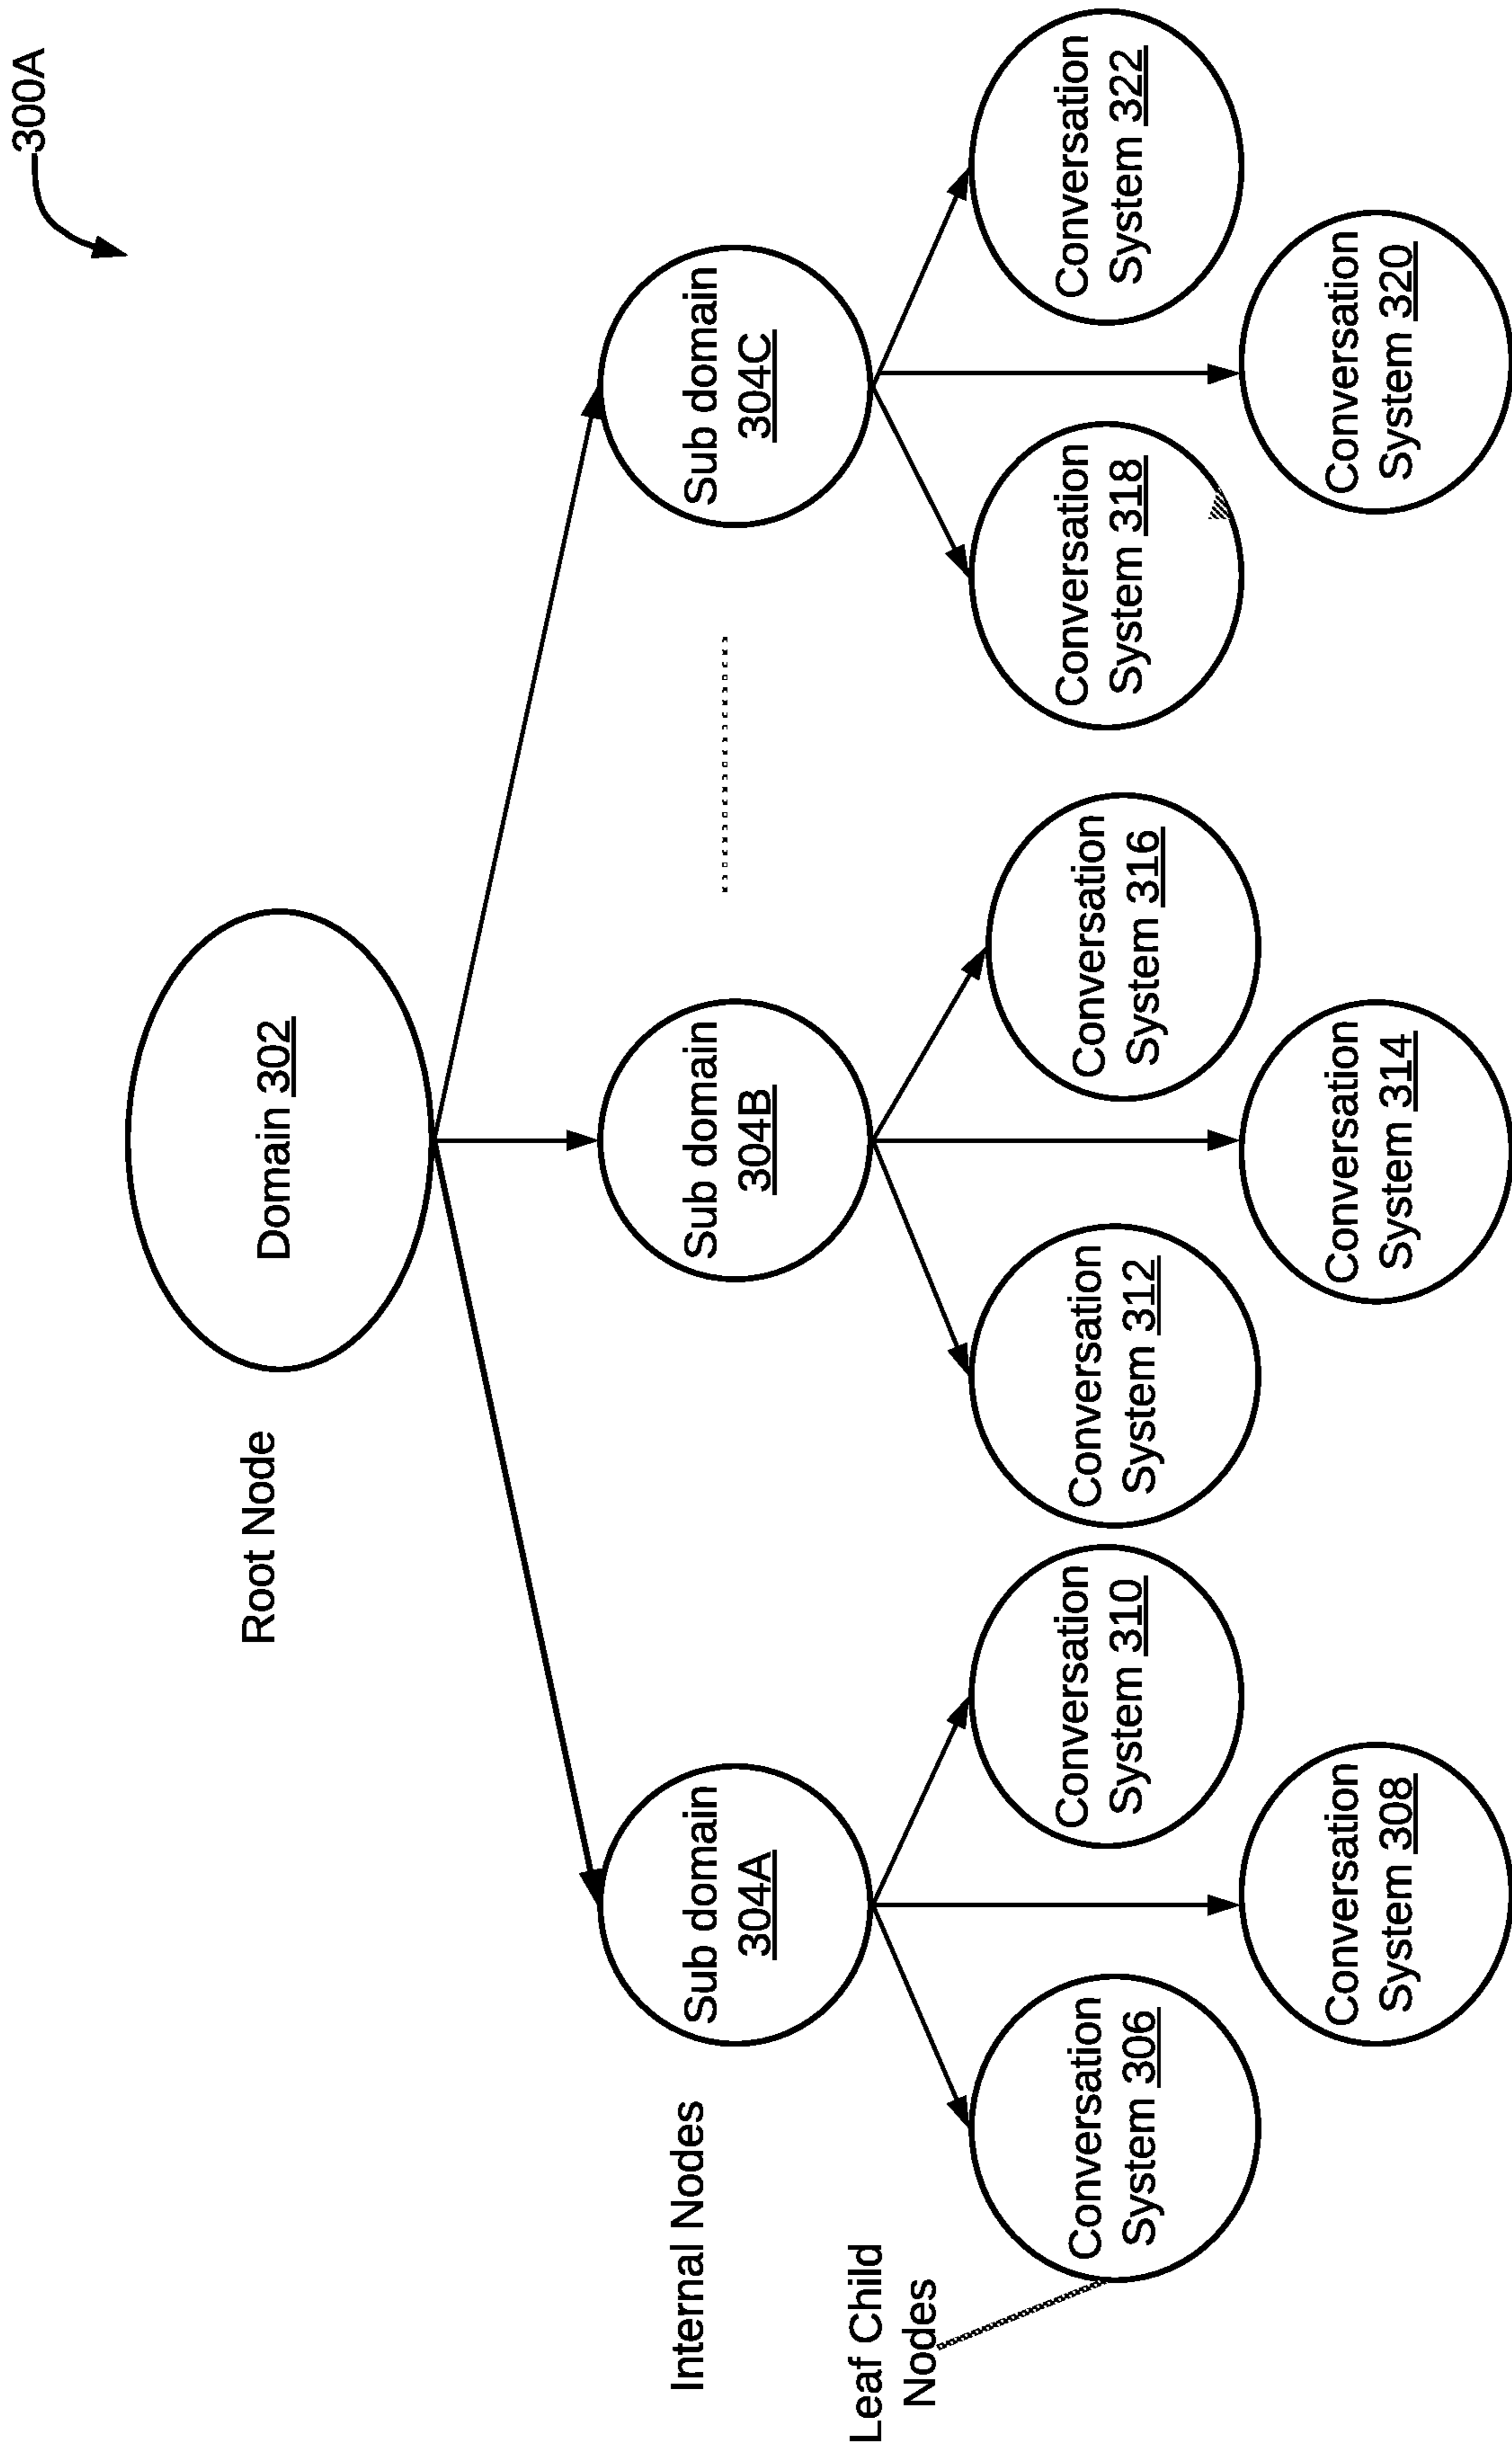 300A
Root Node
Domain 302
Internal Nodes
Sub domain
304A
Sub domain
304B
Sub domain
304C
Leaf Child
Nodes
Conversation
System 306
Conversation
System 308
Conversation
System 310
Conversation
System 312
Conversation
System 314
Conversation
System 316
Conversation
System 318
Conversation
System 320
Conversation
System 322